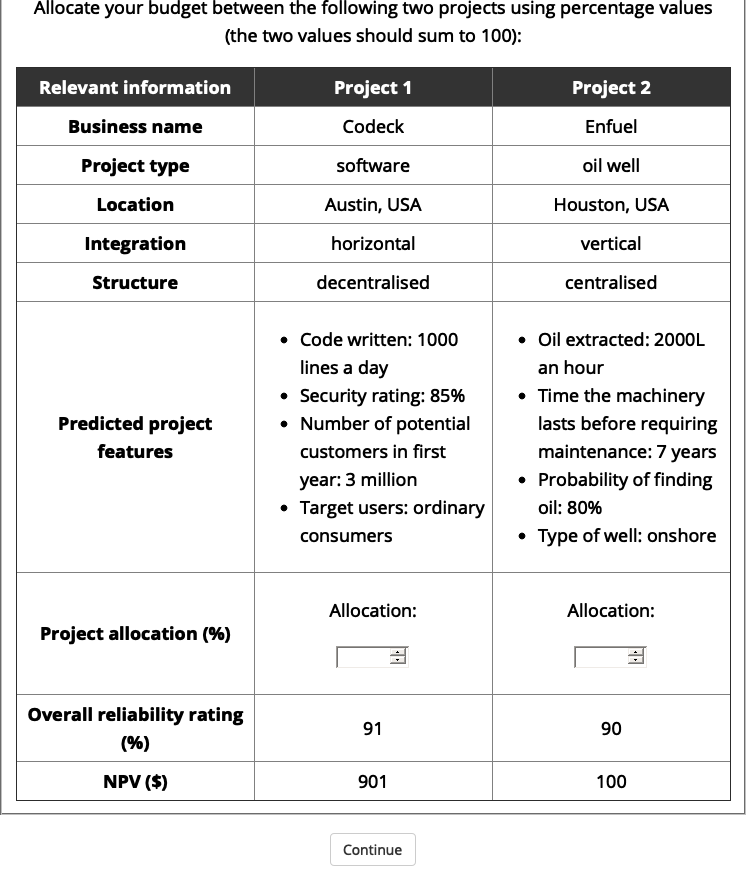 Allocate your budget between the following two projects using percentage values
(the two values should sum to 100):
Relevant information Project 1 Project 2
Business name Codeck Enfuel
Project type software oil well
Location Austin, USA Houston, USA
Integration horizontal vertical
Structure decentralised centralised
Predicted project
features
• Code written: 1000
lines a day
• Security rating: 85%
• Number of potential
customers in first
year: 3 million
• Target users: ordinary
consumers
• Oil extracted: 2000L
an hour
• Time the machinery
lasts before requiring
maintenance: 7 years
• Probability of finding
oil: 80%
• Type of well: onshore
Project allocation (%)
Allocation:
Allocation:
Overall reliability rating
(%)
91
90
NPV ($) 901 100
Continue